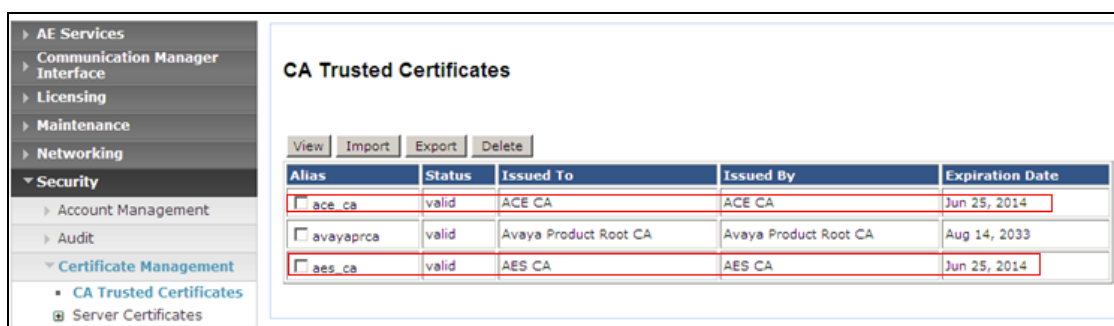 AE Services
Communication Manager
Interface
Licensing
Maintenance
Networking
Security
Account Management
Audit
Certificate Management
CA Trusted Certificates
Server Certificates
CA Trusted Certificates
View Import Export Delete
Alias Status Issued To Issued By Expiration Date
ace_ca valid ACE CA ACE CA Jun 25, 2014
avayaprca valid Avaya Product Root CA Avaya Product Root CA Aug 14, 2033
aes_ca valid AES CA AES CA Jun 25, 2014